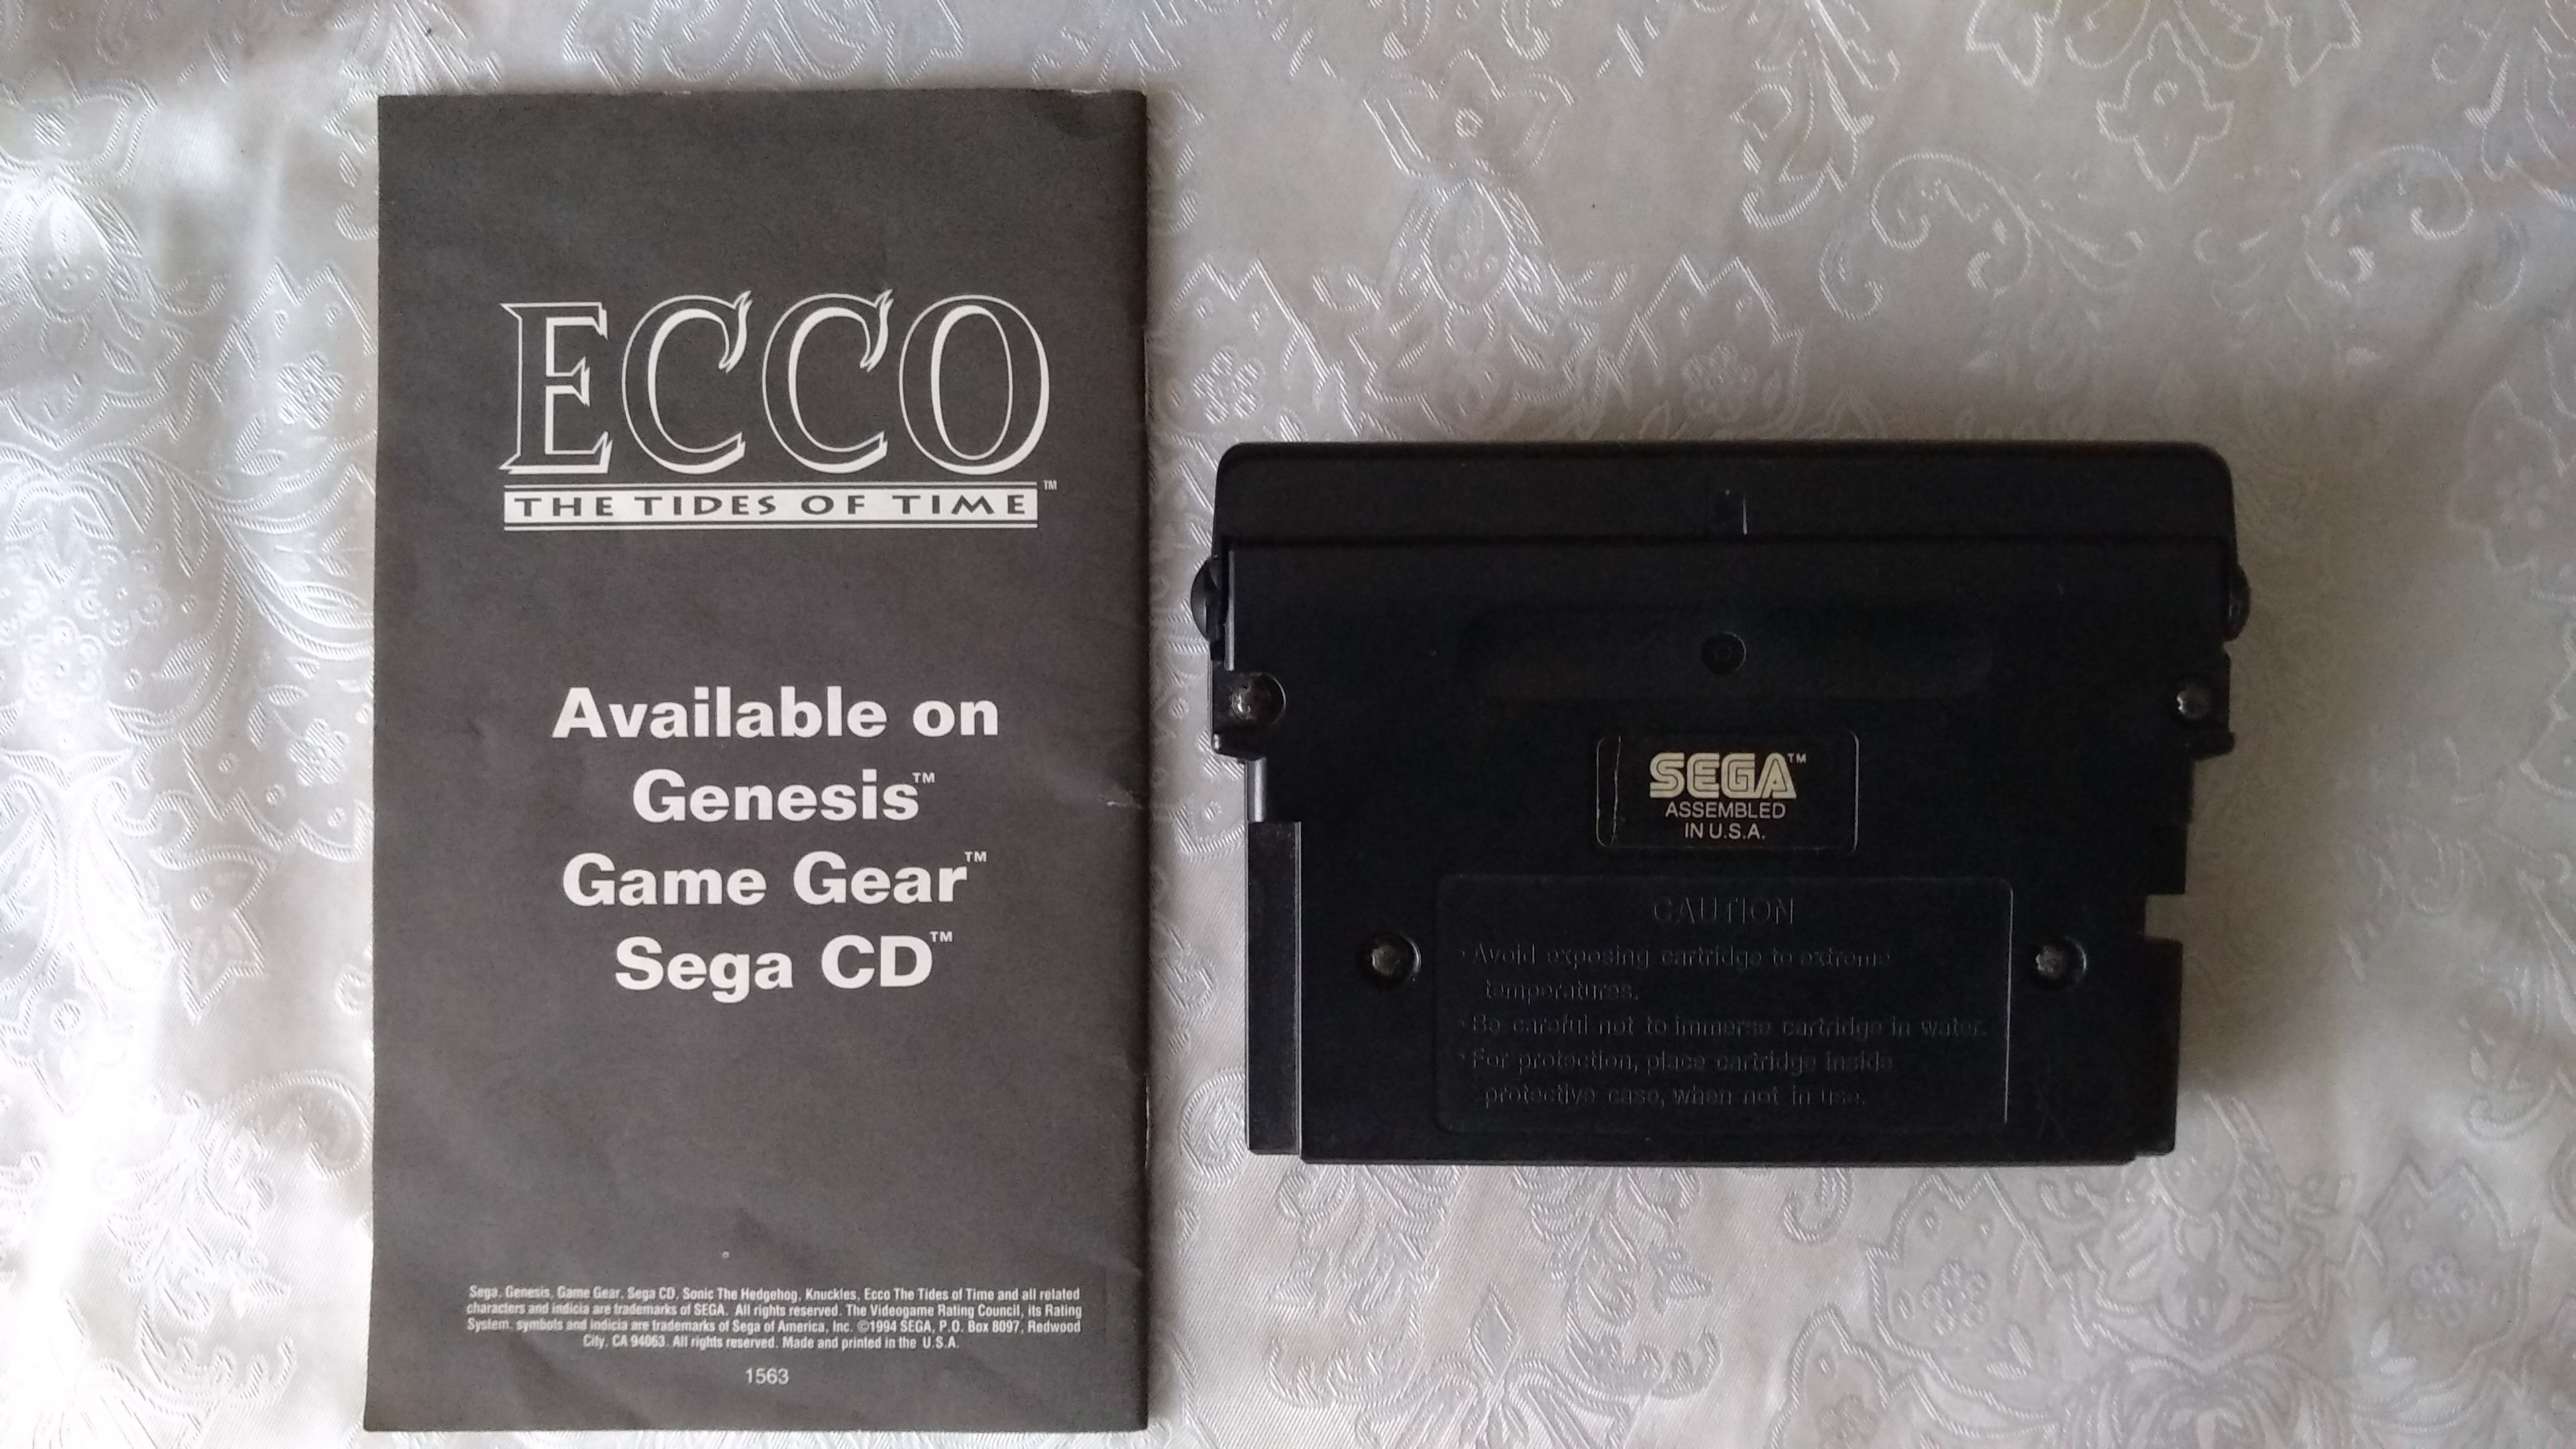 ECCO
THE TIDES OF TIME™
Available on
Genesis™
Game Gear™
Sega CD™
Sega, Genesis, Game Gear, Sega CD, Sonic The Hedgehog, Knuckles, Ecco The Tides of Time and all related
characters and indicia are trademarks of SEGA. All rights reserved. The Videogame Rating Council, its Rating
System, symbols and indicia are trademarks of Sega of America, Inc. ©1994 SEGA, P.O. Box 8097, Redwood
City, CA 94063. All rights reserved. Made and printed in the U.S.A.
1563
SEGA™
ASSEMBLED
IN U.S.A.
CAUTION
• Avoid exposing cartridge to extreme
temperatures.
• Be careful not to immerse cartridge in water.
• For protection, place cartridge inside
protective case, when not in use.